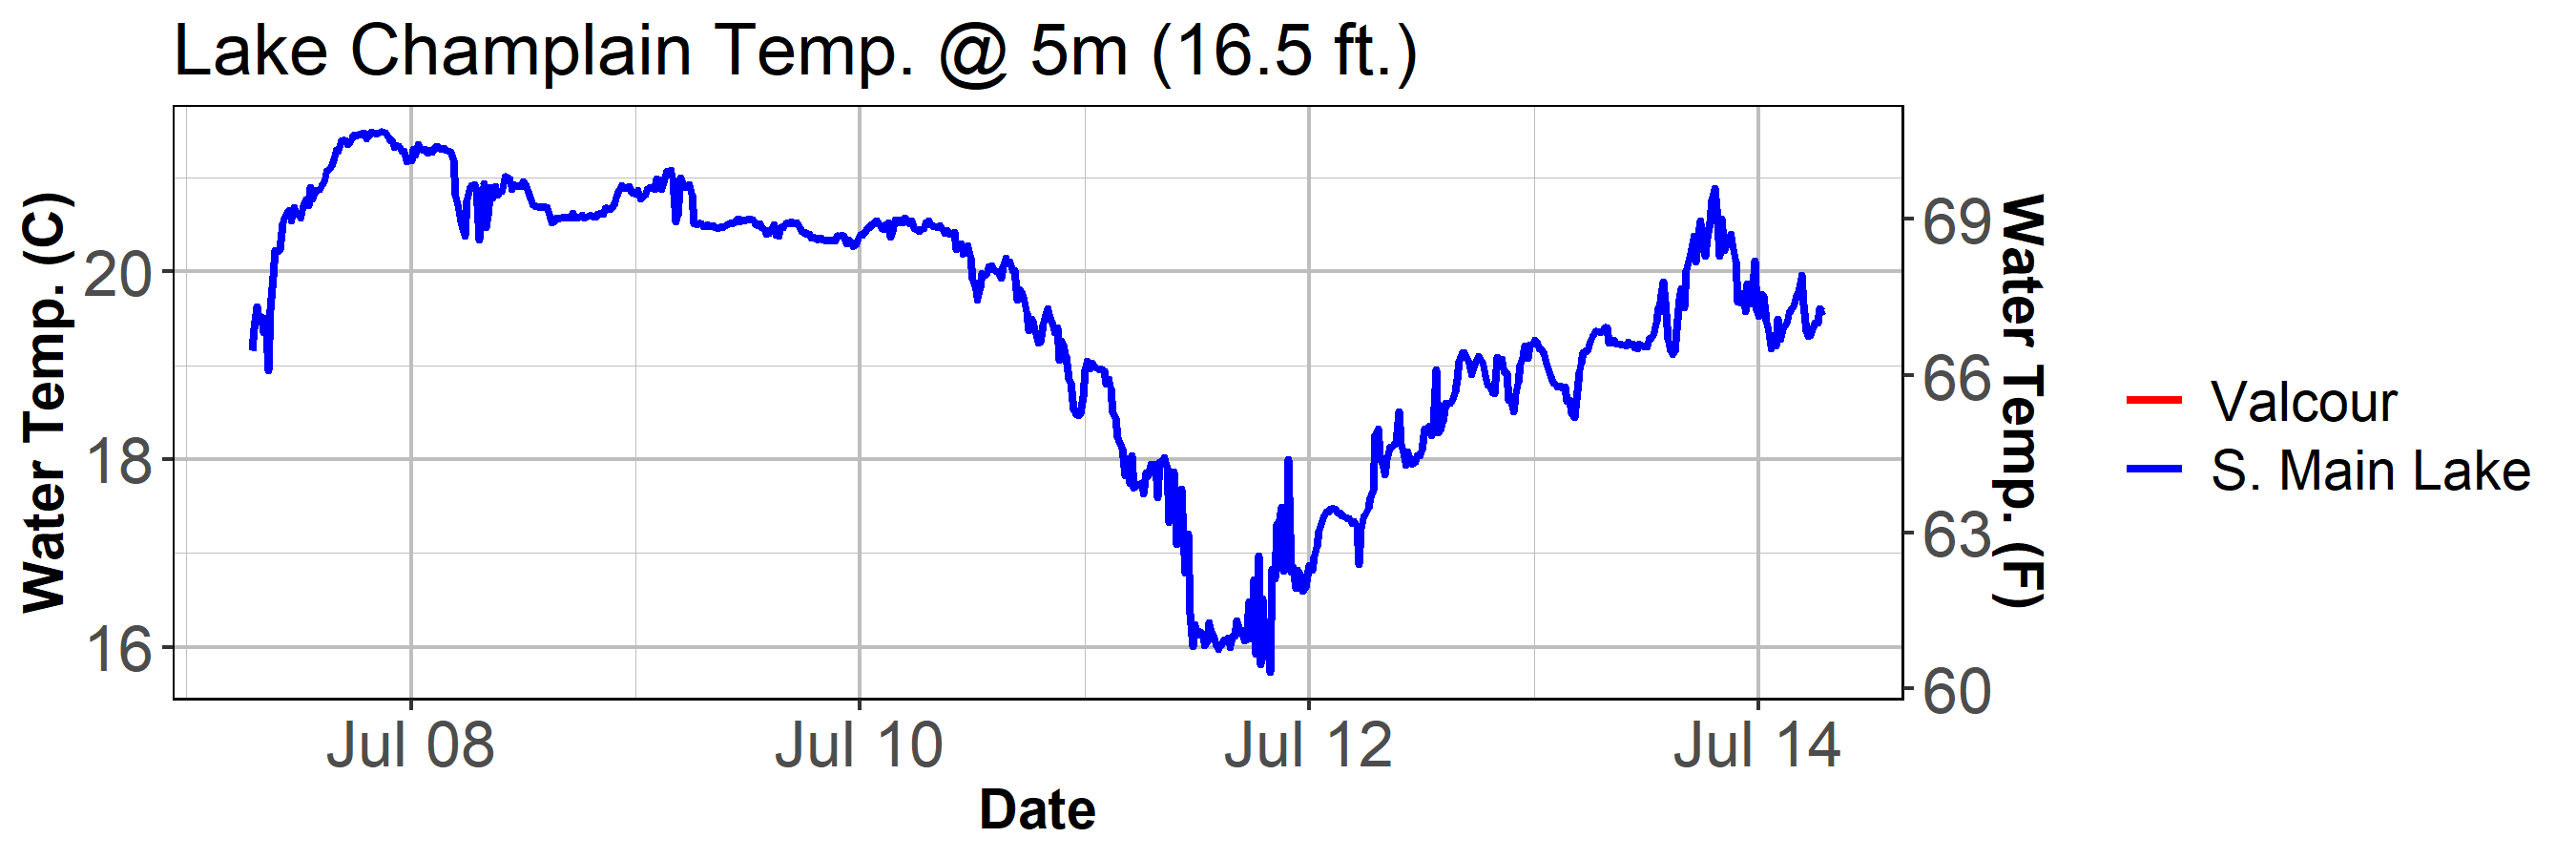 Lake Champlain Temp. @ 5m (16.5 ft.)
Water Temp. (C)
20
18
16
69
66
63
60
Water Temp. (F)
Jul 08
Jul 10
Jul 12
Jul 14
Date
Valcour
S. Main Lake